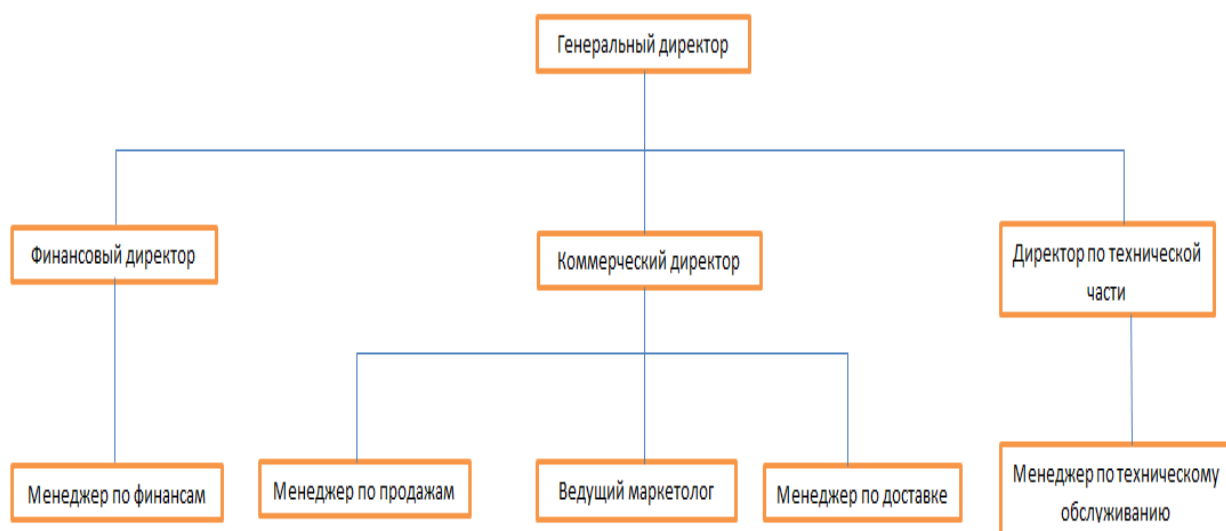 Генеральный директор
Финансовый директор
Коммерческий директор
Директор по технической
части
Менеджер по финансам
Менеджер по продажам
Ведущий маркетолог
Менеджер по доставке
Менеджер по техническому
обслуживанию